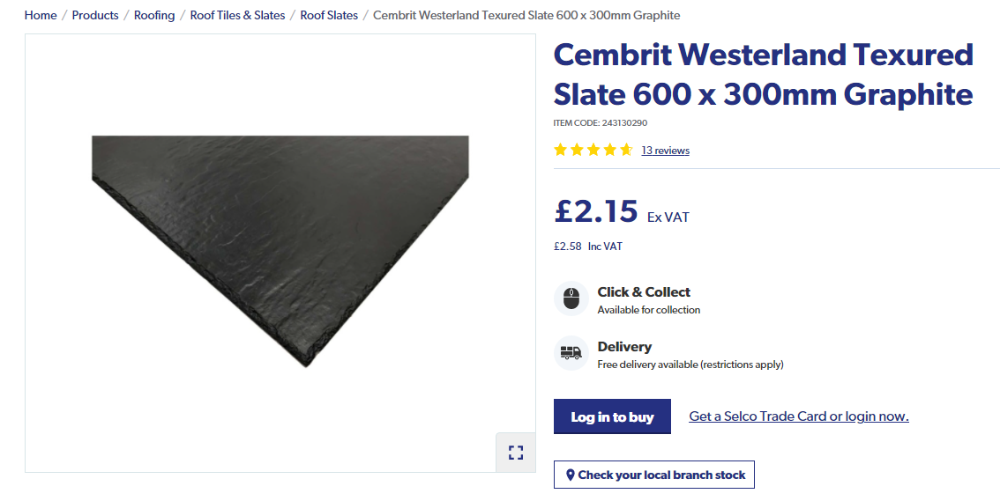 Home / Products / Roofing / Roof Tiles & Slates / Roof Slates / Cembrit Westerland Texured Slate 600 x 300mm Graphite
Cembrit Westerland Texured
Slate 600 x 300mm Graphite
ITEM CODE: 243130290
13 reviews
£2.15 Ex VAT
£2.58 Inc VAT
Click & Collect
Available for collection
Delivery
Free delivery available (restrictions apply)
Log in to buy
Get a Selco Trade Card or login now.
Check your local branch stock